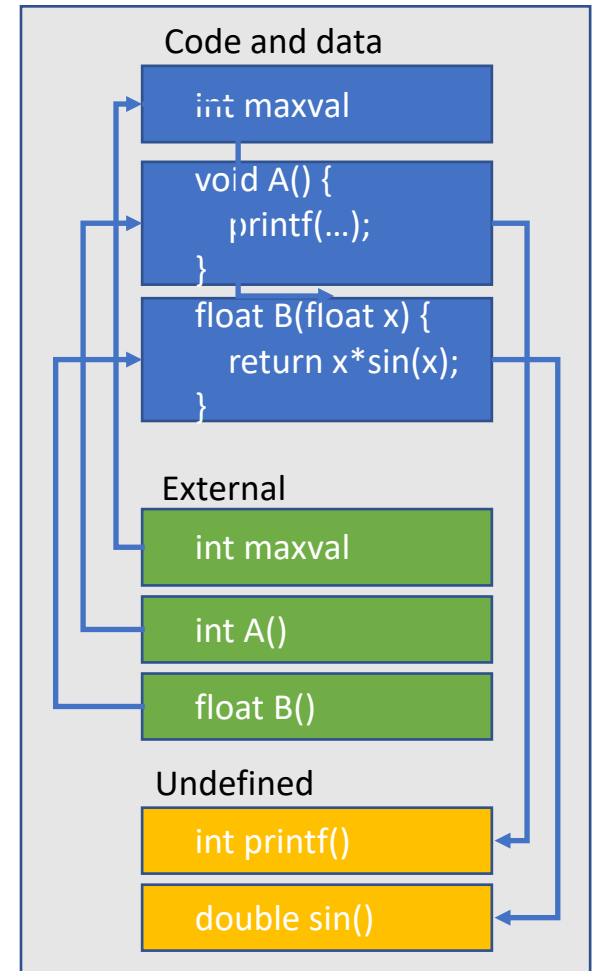 Code and data
int maxval
void A() {
printf(...);
}
float B(float x) {
return x*sin(x);
}
External
int maxval
int A()
float B()
Undefined
int printf()
double sin()